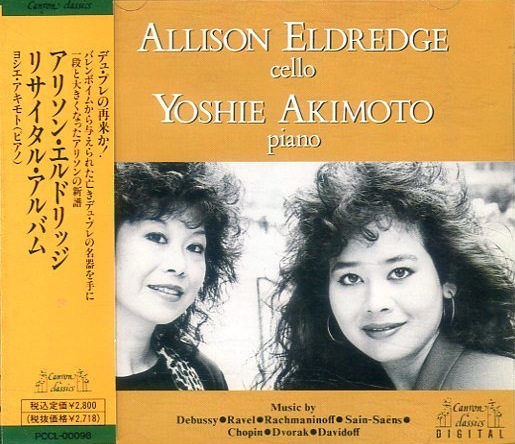 Canyon classics
デュ・プレの再来か!
バレンボイムから与えられた亡きデュ・プレの名器を手に
一段と大きくなったアリソンの新譜
アリソン・エルドリッジ
リサイタル・アルバム
ヨシエ・アキモト(ピアノ)
Canyon
classics
税込定価¥2,800
(税抜価格¥2,718)
PCCL-00098
ALLISON ELDREDGE
cello
YOSHIE AKIMOTO
piano
Music by
Debussy●Ravel●Rachmaninoff●Sain-Saëns●
Chopin●Dvorak●Davidoff
Canyon
classics
DIGITAL